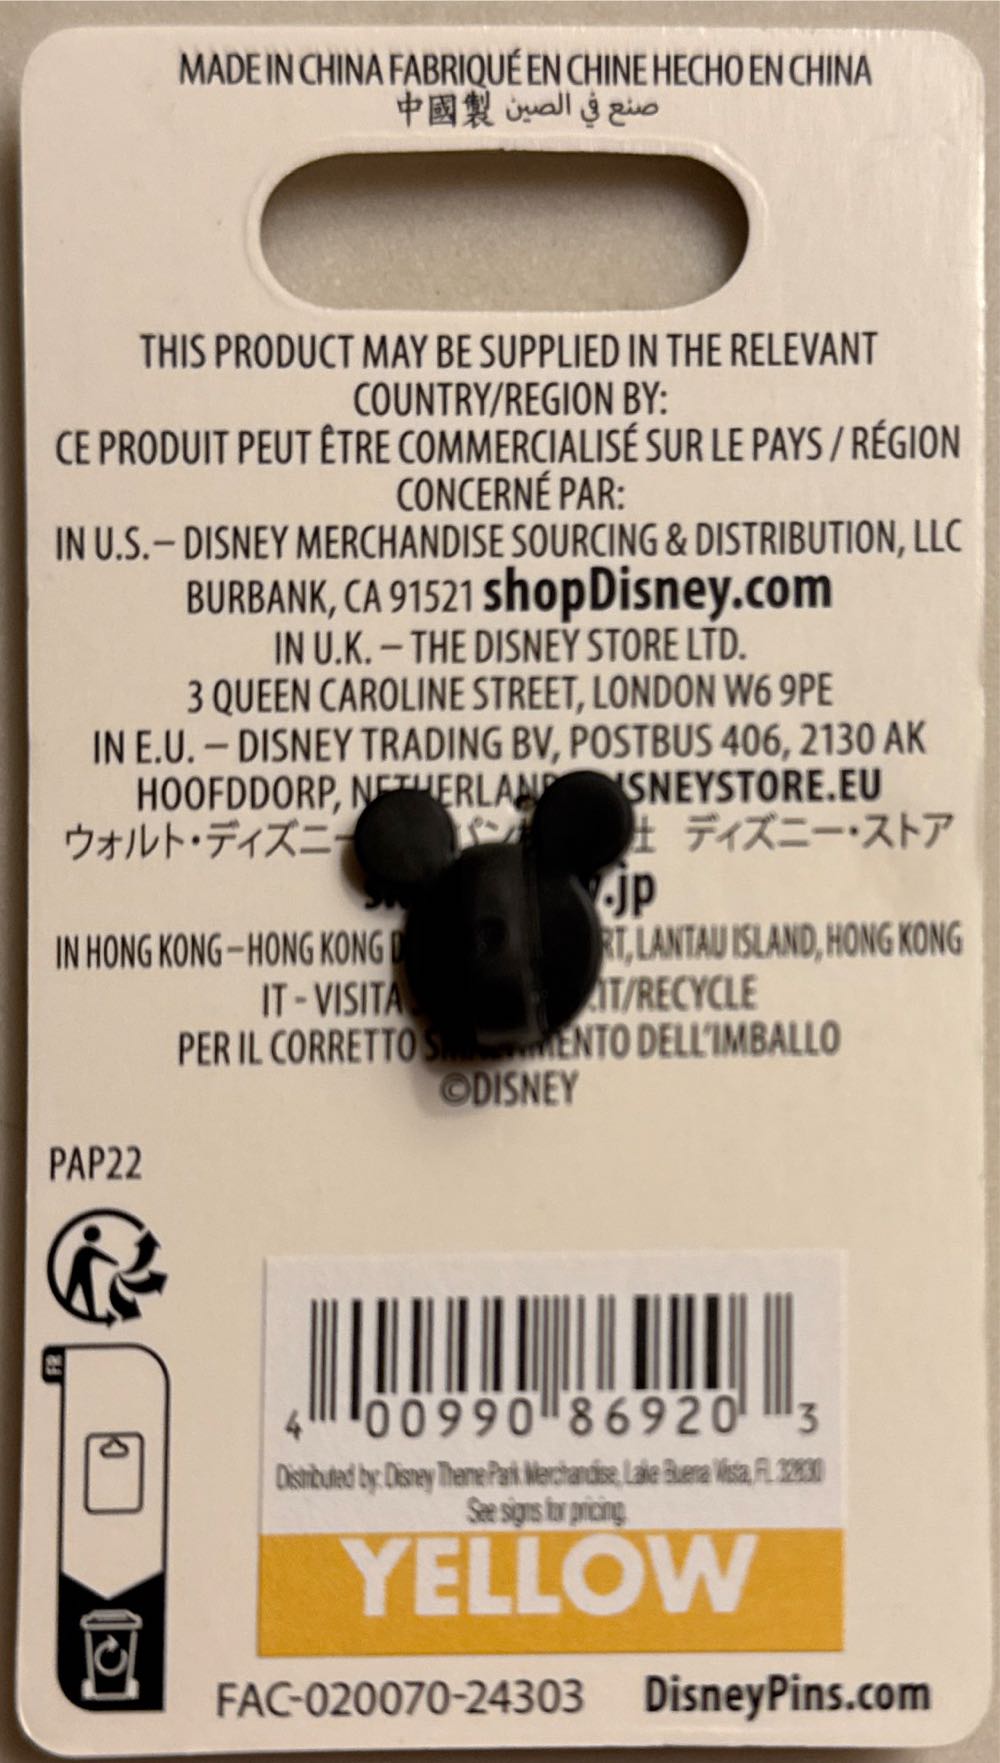 MADE IN CHINA FABRIQUÉ EN CHINE HECHO EN CHINA
中國製 صنع في الصين
THIS PRODUCT MAY BE SUPPLIED IN THE RELEVANT
COUNTRY/REGION BY:
CE PRODUIT PEUT ÊTRE COMMERCIALISÉ SUR LE PAYS / RÉGION
CONCERNÉ PAR:
IN U.S.– DISNEY MERCHANDISE SOURCING & DISTRIBUTION, LLC
BURBANK, CA 91521 shopDisney.com
IN U.K. – THE DISNEY STORE LTD.
3 QUEEN CAROLINE STREET, LONDON W6 9PE
IN E.U. – DISNEY TRADING BV, POSTBUS 406, 2130 AK
HOOFDDORP, NETHERLANDS DISNEYSTORE.EU
ウォルト・ディズニー ディズニー・ストア
.jp
IN HONG KONG – HONG KONG LANTAU ISLAND, HONG KONG
IT - VISITA .IT/RECYCLE
PER IL CORRETTO DELL'IMBALLO
©DISNEY
PAP22
FR
4 00990 86920 3
Distributed by: Disney Theme Park Merchandise, Lake Buena Vista, FL 32830
See signs for pricing.
YELLOW
FAC-020070-24303 DisneyPins.com